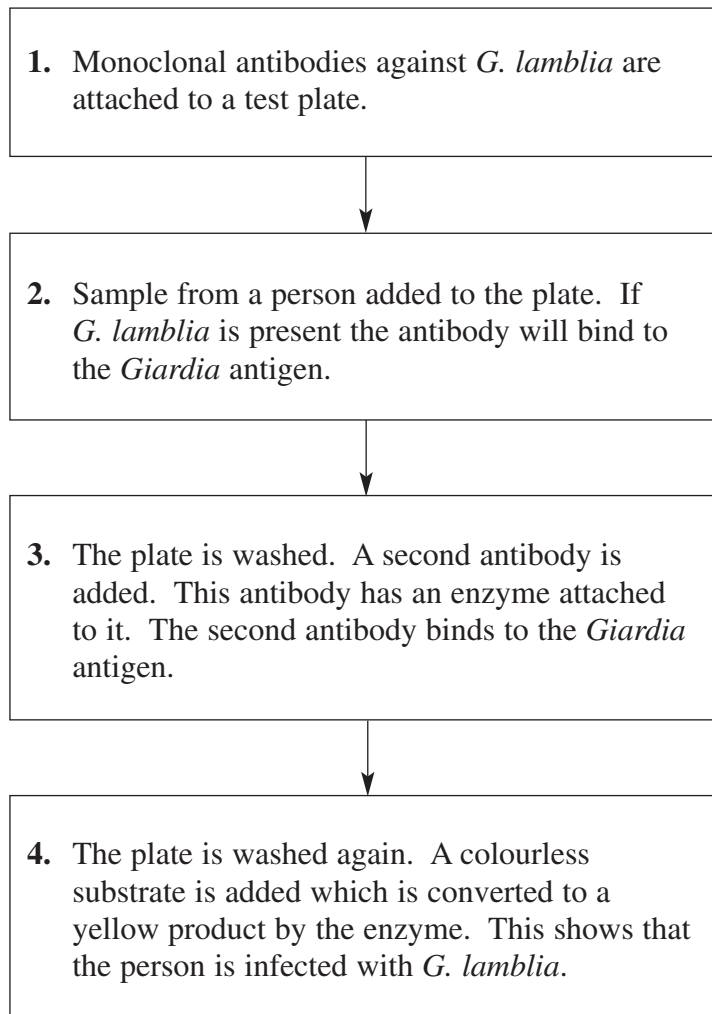 1. Monoclonal antibodies against G. lamblia are
attached to a test plate.
2. Sample from a person added to the plate. If
G. lamblia is present the antibody will bind to
the Giardia antigen.
3. The plate is washed. A second antibody is
added. This antibody has an enzyme attached
to it. The second antibody binds to the Giardia
antigen.
4. The plate is washed again. A colourless
substrate is added which is converted to a
yellow product by the enzyme. This shows that
the person is infected with G. lamblia.